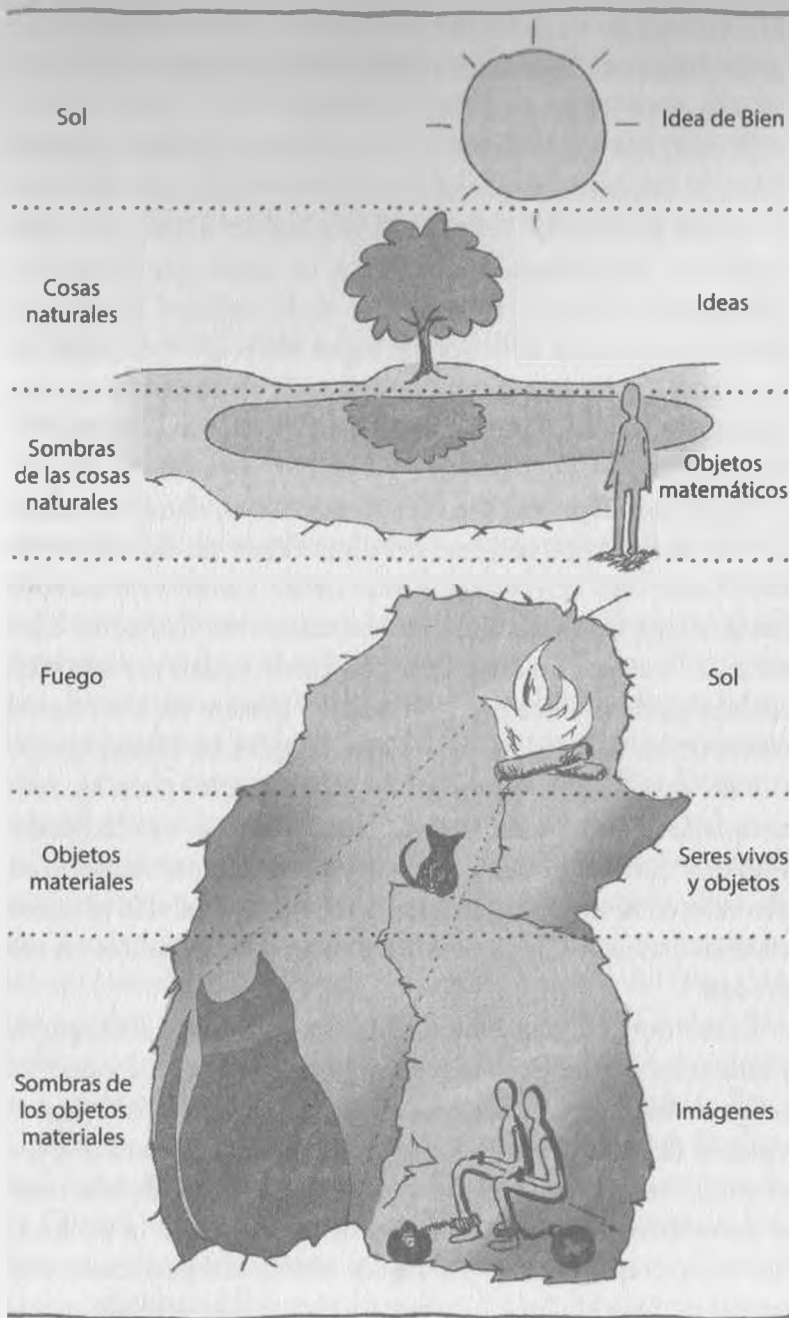 Sol
Idea de Bien
Cosas
naturales
Ideas
Sombras
de las cosas
naturales
Objetos
matemáticos
Fuego
Sol
Objetos
materiales
Seres vivos
y objetos
Sombras de
los objetos
materiales
Imágenes